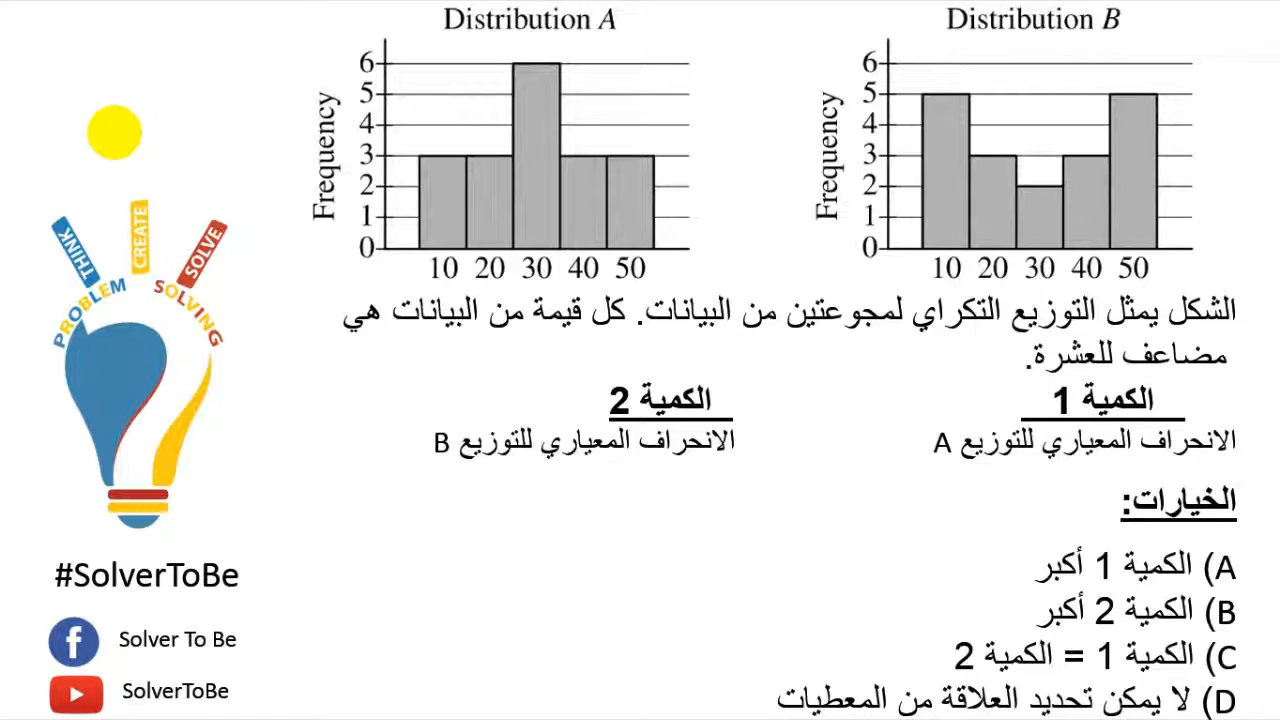 Distribution A
Frequency
6
5
4
3
2
1
0
10 20 30 40 50
Distribution B
Frequency
6
5
4
3
2
1
0
10 20 30 40 50
THINK
CREATE
SOLVE
PROBLEM SOLVING
الشكل يمثل التوزيع التكراي لمجوعتين من البيانات. كل قيمة من البيانات هي
مضاعف للعشرة.
الكمية 1
الكمية 2
الانحراف المعياري للتوزيع A
الانحراف المعياري للتوزيع B
الخيارات:
A) الكمية 1 أكبر
B) الكمية 2 أكبر
C) الكمية 1 = الكمية 2
D) لا يمكن تحديد العلاقة من المعطيات
#SolverToBe
f Solver To Be
SolverToBe